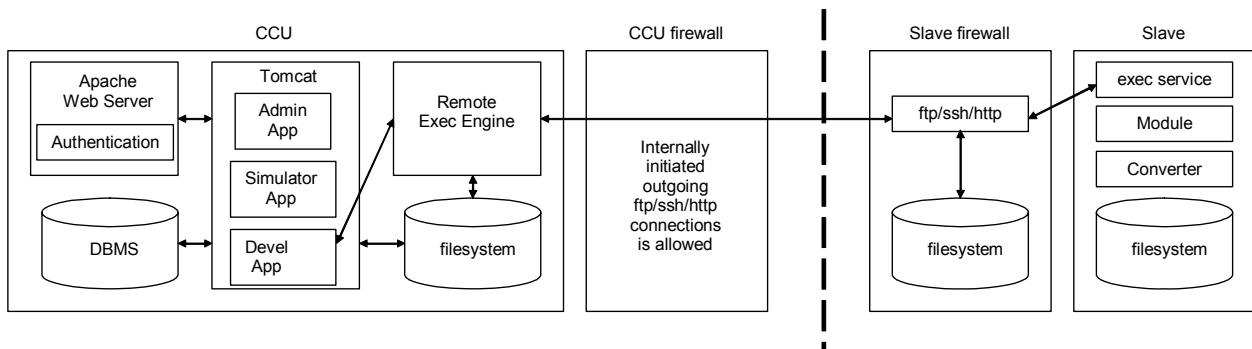 CCU
Apache
Web Server
Authentication
DBMS
Tomcat
Admin
App
Simulator
App
Devel
App
Remote
Exec Engine
filesystem
CCU firewall
Internally
initiated
outgoing
ftp/ssh/http
connections
is allowed
Slave firewall
ftp/ssh/http
filesystem
Slave
exec service
Module
Converter
filesystem